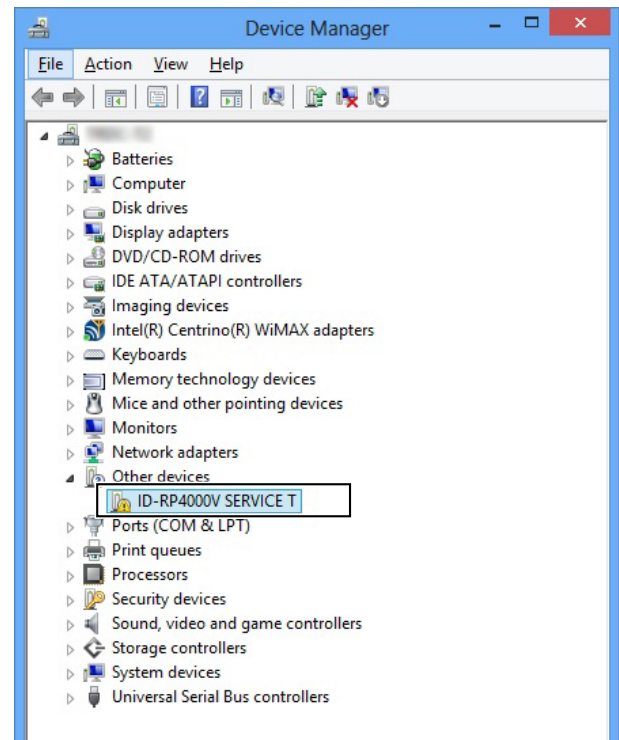 Device Manager
File Action View Help
Batteries
Computer
Disk drives
Display adapters
DVD/CD-ROM drives
IDE ATA/ATAPI controllers
Imaging devices
Intel(R) Centrino(R) WiMAX adapters
Keyboards
Memory technology devices
Mice and other pointing devices
Monitors
Network adapters
Other devices
ID-RP4000V SERVICE T
Ports (COM & LPT)
Print queues
Processors
Security devices
Sound, video and game controllers
Storage controllers
System devices
Universal Serial Bus controllers